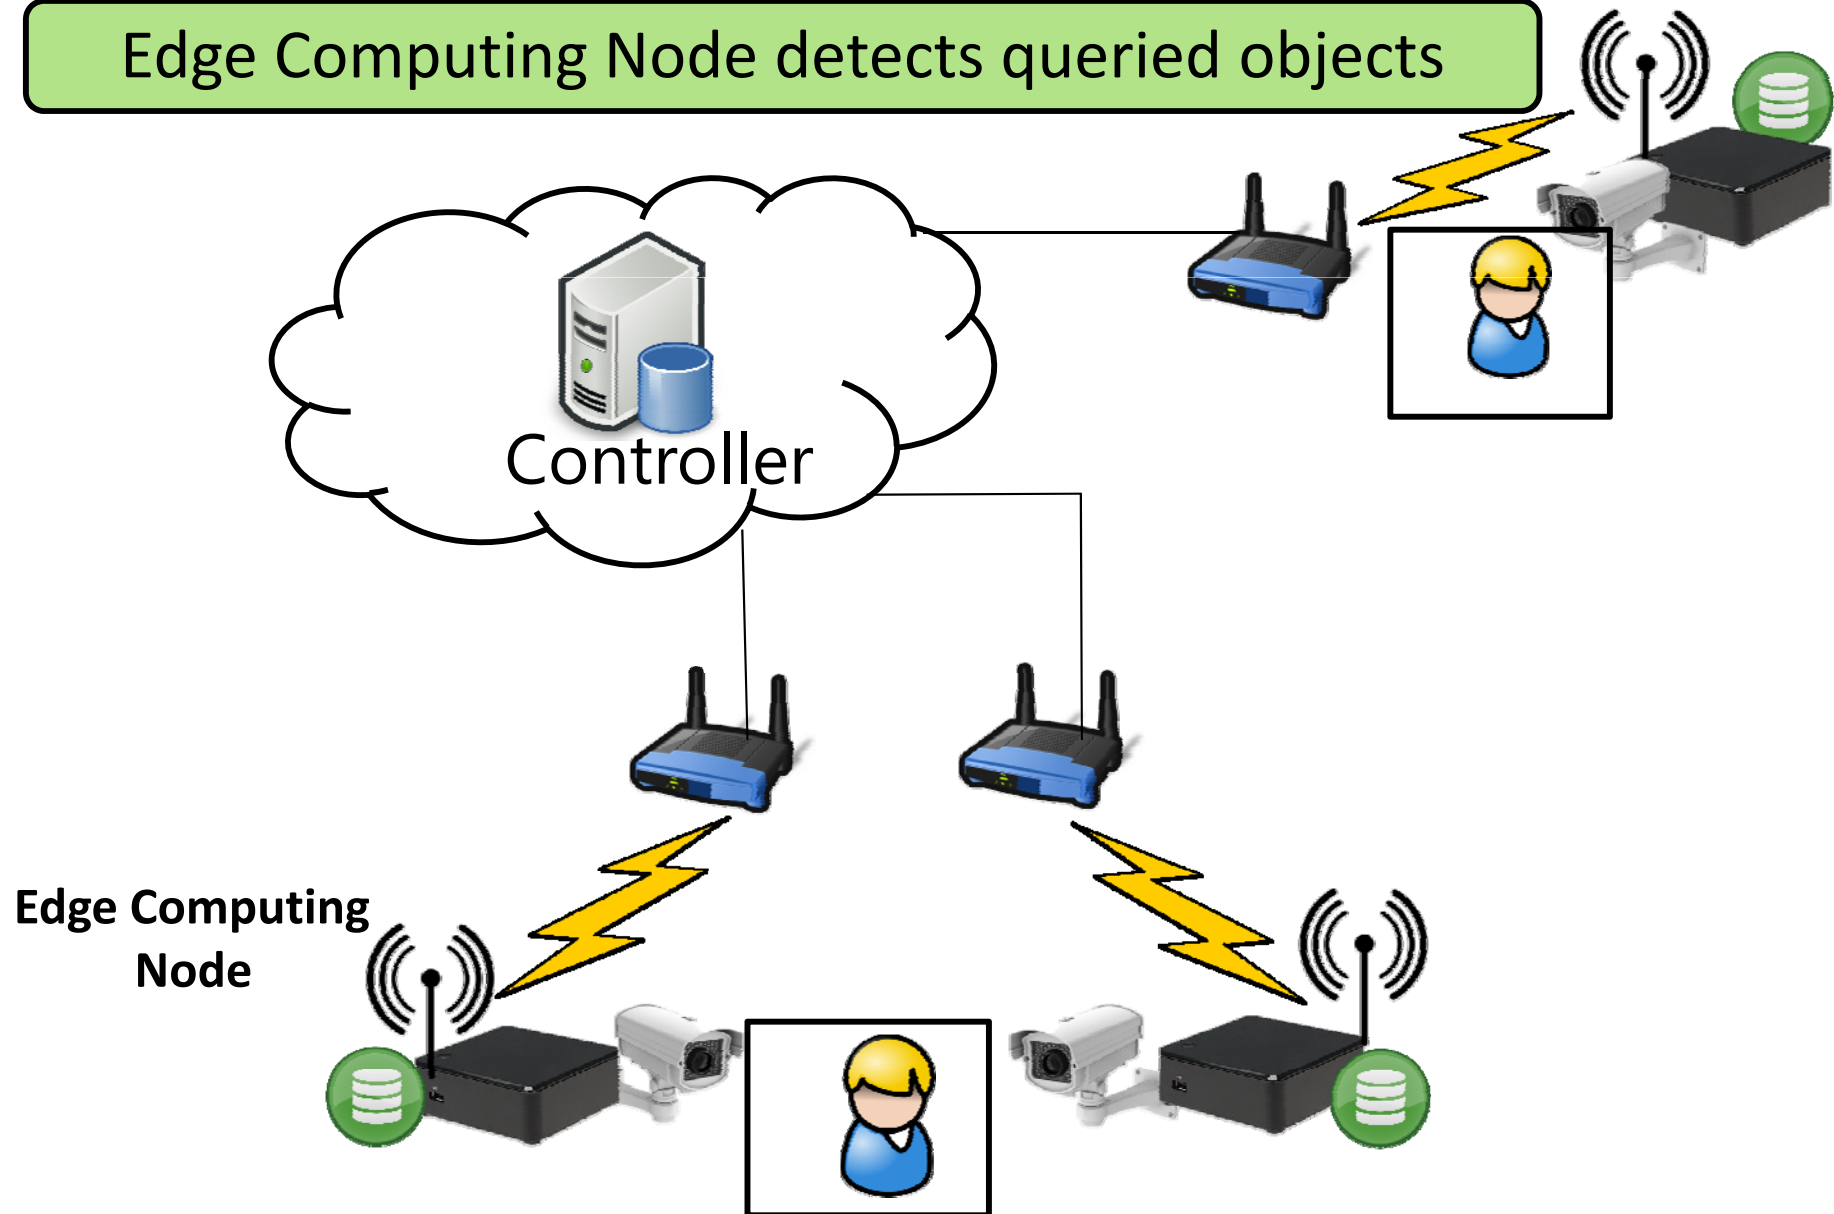 Edge Computing Node detects queried objects
Controller
Edge Computing
Node